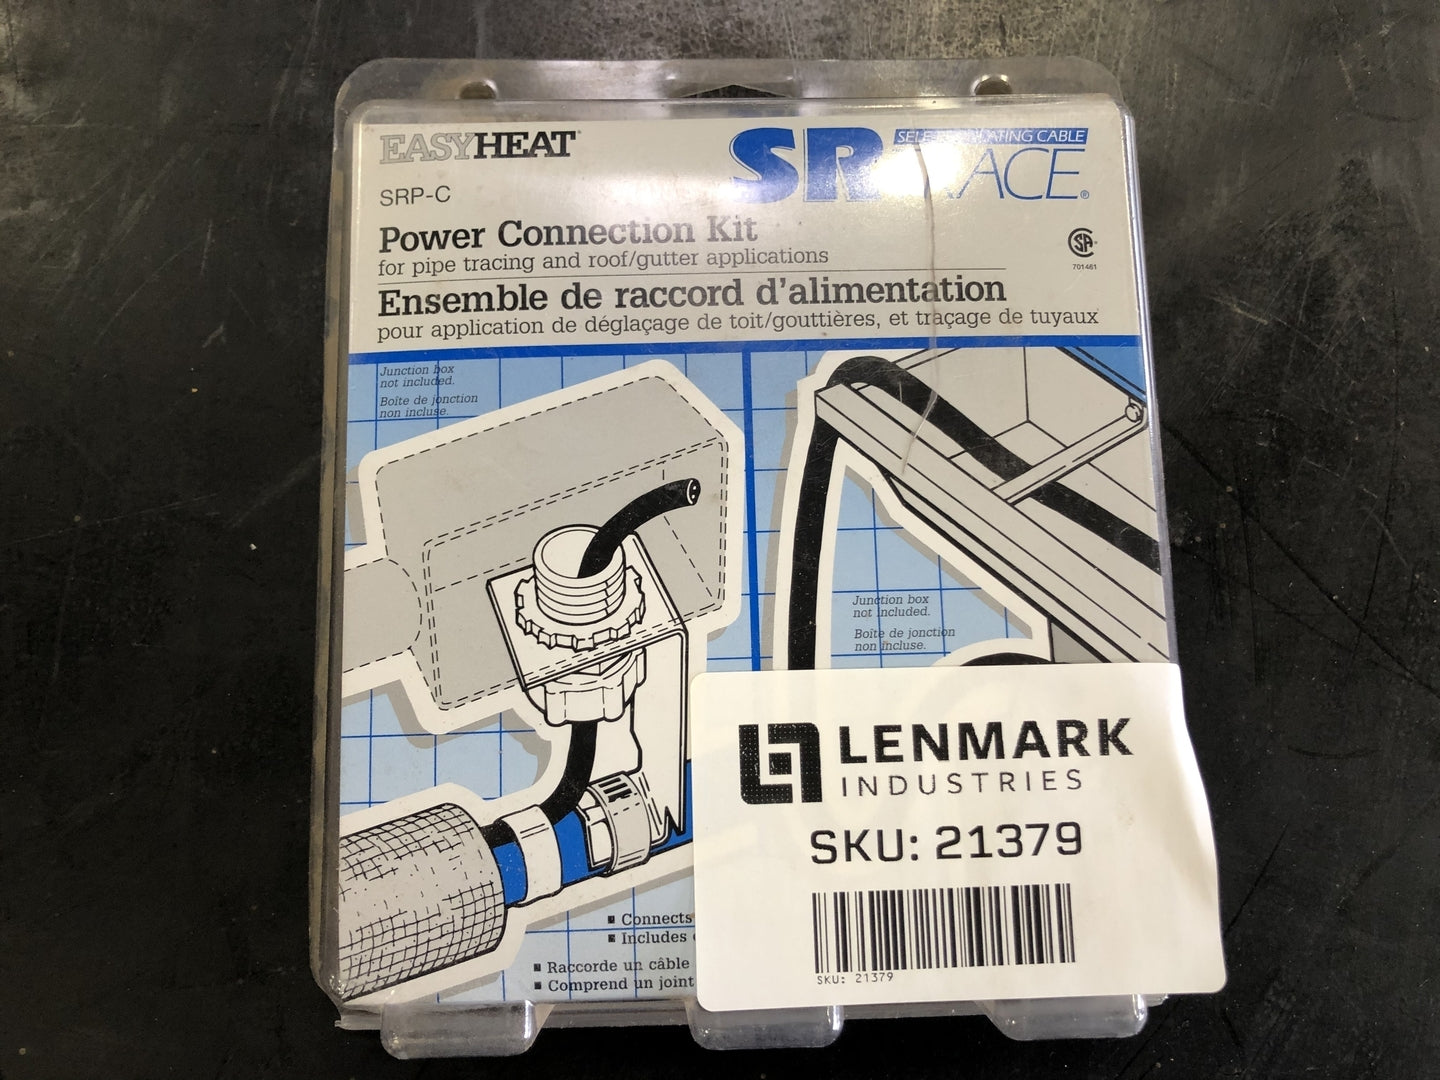 EASYHEAT
SR TRACE®
SELF-REGULATING CABLE
SRP-C
Power Connection Kit
for pipe tracing and roof/gutter applications
Ensemble de raccord d'alimentation
pour application de déglaçage de toit/gouttières, et traçage de tuyaux
CSA
701461
Junction box
not included.
Boîte de jonction
non incluse.
Junction box
not included.
Boîte de jonction
non incluse.
■ Connects
■ Includes
■ Raccorde un câble
■ Comprend un joint
LENMARK
INDUSTRIES
SKU: 21379
SKU: 21379